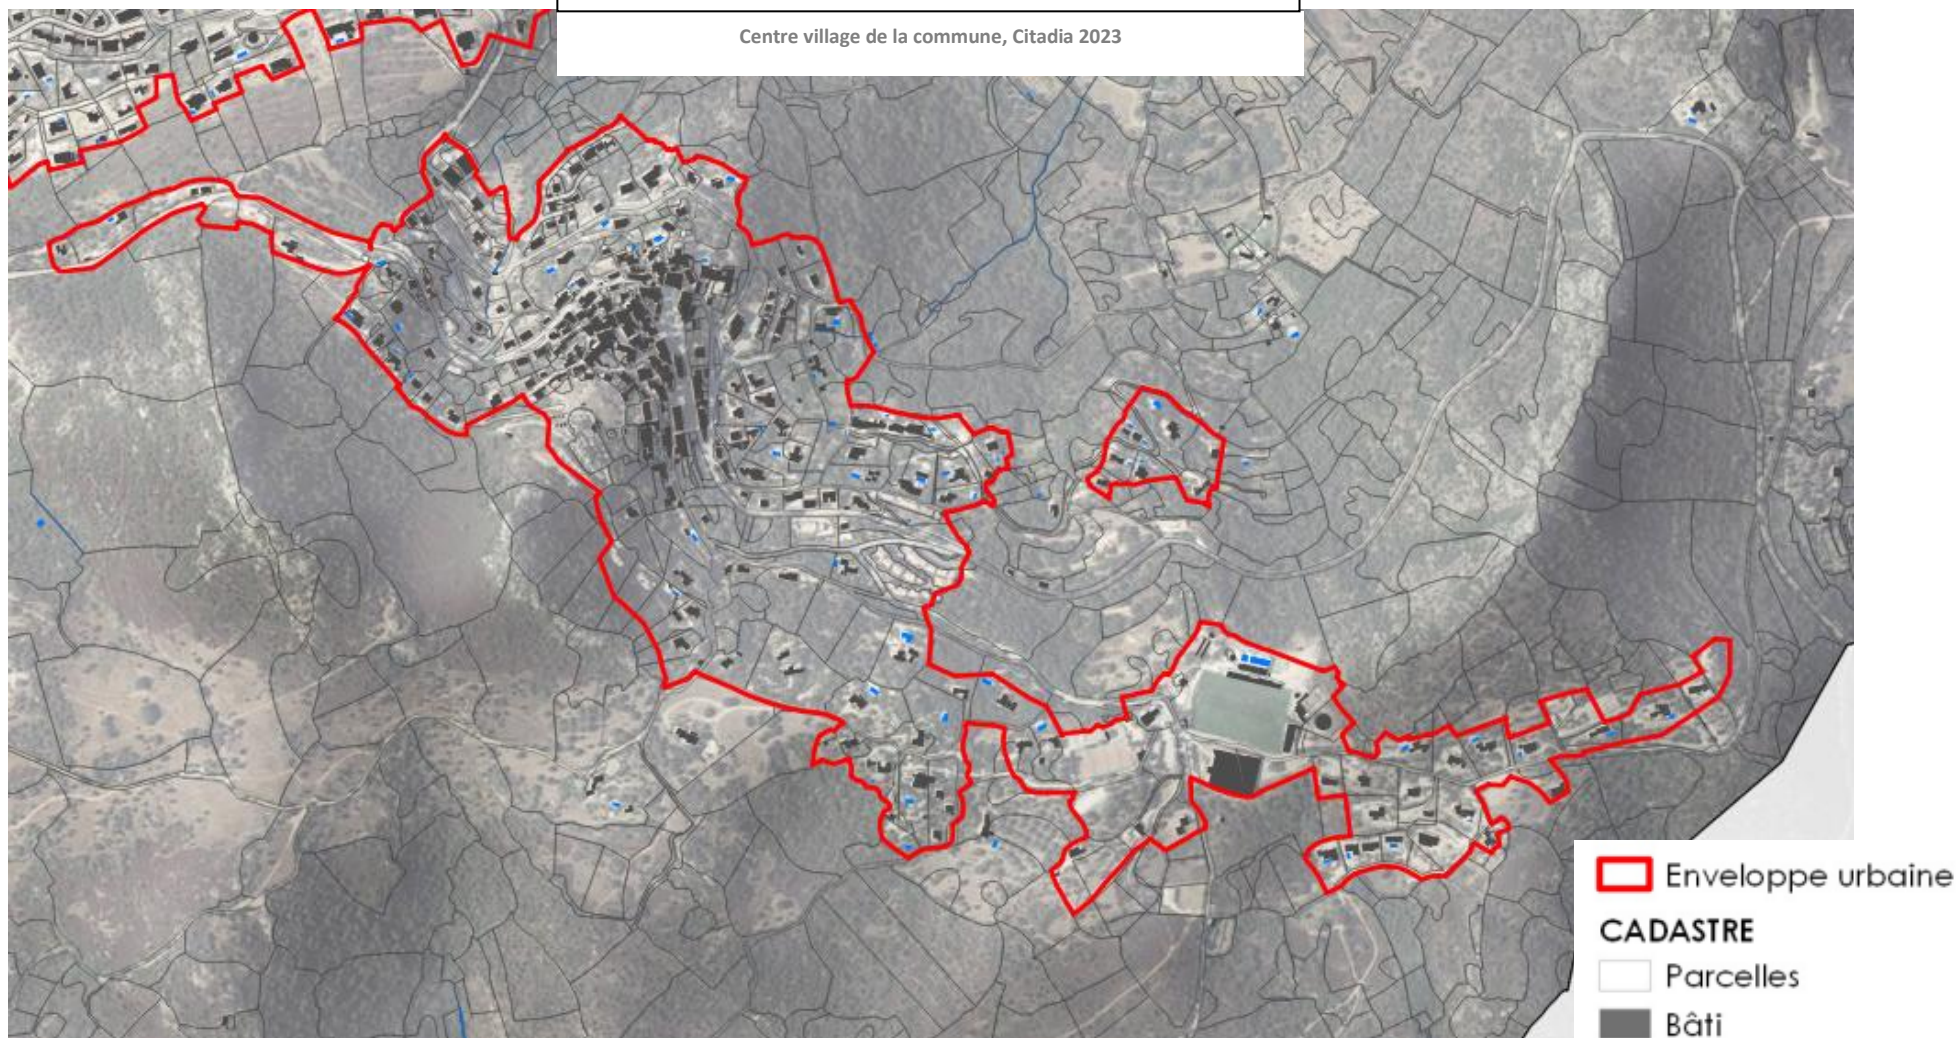 Centre village de la commune, Citadia 2023
Enveloppe urbaine
CADASTRE
Parcelles
Bâti